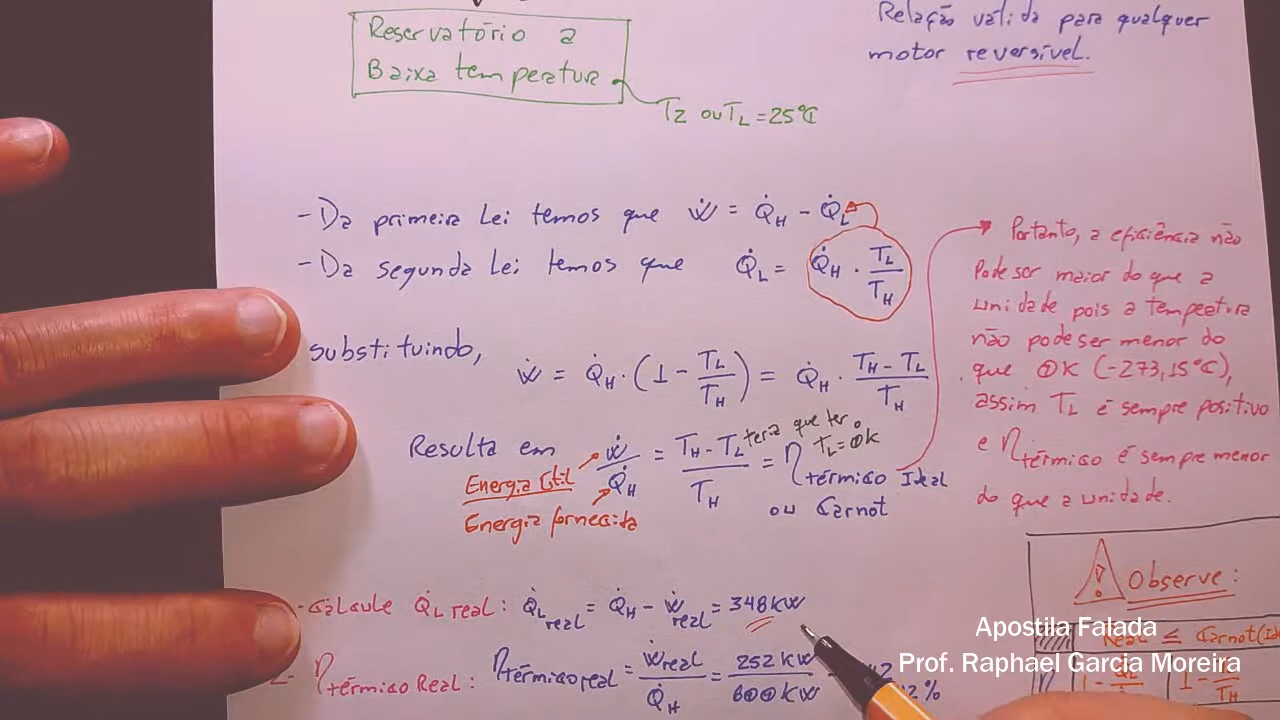 Reservatório a
Baixa temperatura
T2 ou TL = 25°C
Relação válida para qualquer
motor reversível.
- Da primeira Lei temos que Ẇ = Q̇H - Q̇L
- Da segunda Lei temos que Q̇L = Q̇H · TL/TH
substituindo,
Ẇ = Q̇H · (1 - TL/TH) = Q̇H · (TH - TL)/TH
Resulta em Ẇ/Q̇H = (TH - TL)/TH = ηtérmico Ideal
ou Carnot
teria que ter
TL = 0K
Energia Útil
Energia fornecida
Portanto, a eficiência não
pode ser maior do que a
unidade pois a temperatura
não pode ser menor do
que 0K (-273,15°C),
assim TL é sempre positivo
e ηtérmico é sempre menor
do que a unidade.
- Calcule Q̇L real: Q̇L real = Q̇H - Ẇreal = 348 kW
2- ηtérmico Real: ηtérmico real = Ẇreal/Q̇H = 252 kW/600 kW
2%
Observe:
Real ≤ Carnot
Apostila Falada
Prof. Raphael Garcia Moreira